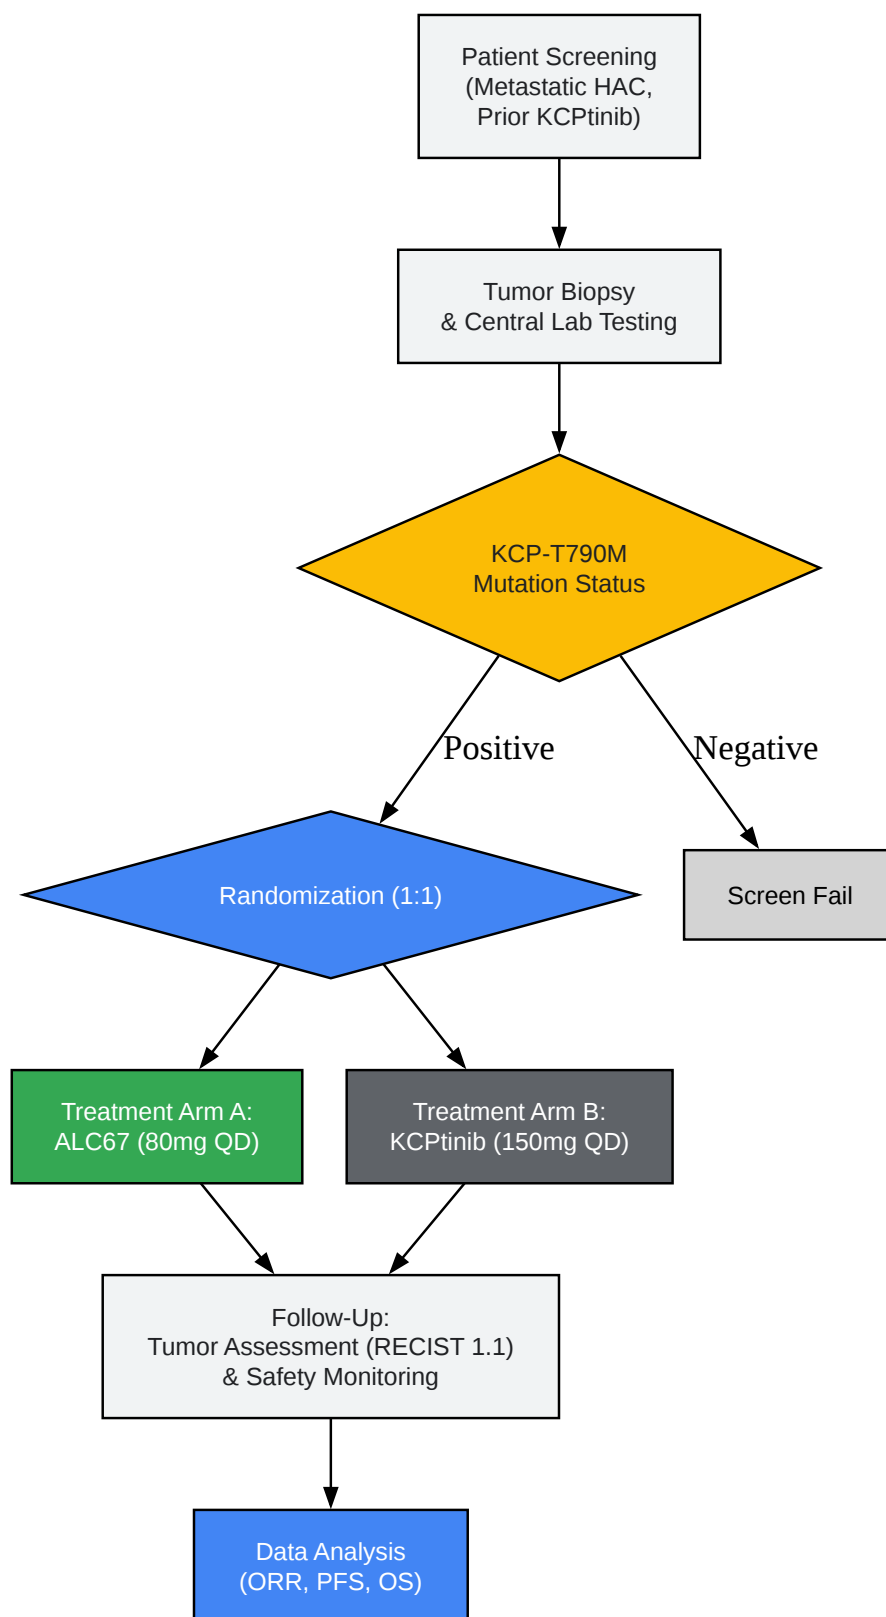 Patient Screening
(Metastatic HAC,
Prior KCPtinib)
Tumor Biopsy
& Central Lab Testing
KCP-T790M
Mutation Status
Positive
Negative
Randomization (1:1)
Screen Fail
Treatment Arm A:
ALC67 (80mg QD)
Treatment Arm B:
KCPtinib (150mg QD)
Follow-Up:
Tumor Assessment (RECIST 1.1)
& Safety Monitoring
Data Analysis
(ORR, PFS, OS)